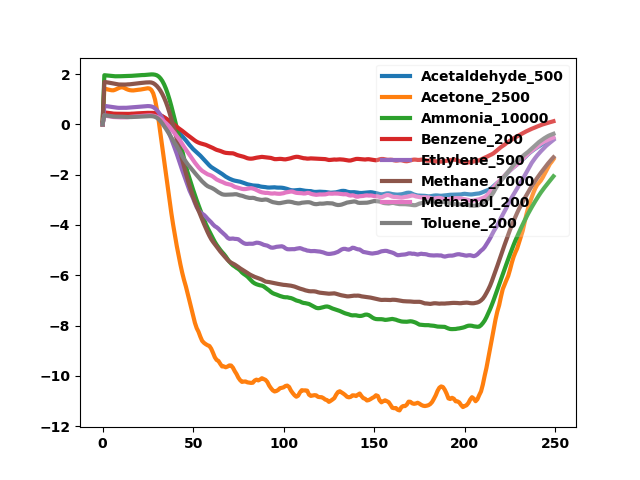 2
0
−2
−4
−6
−8
−10
−12
0 50 100 150 200 250
Acetaldehyde_500
Acetone_2500
Ammonia_10000
Benzene_200
Ethylene_500
Methane_1000
Methanol_200
Toluene_200